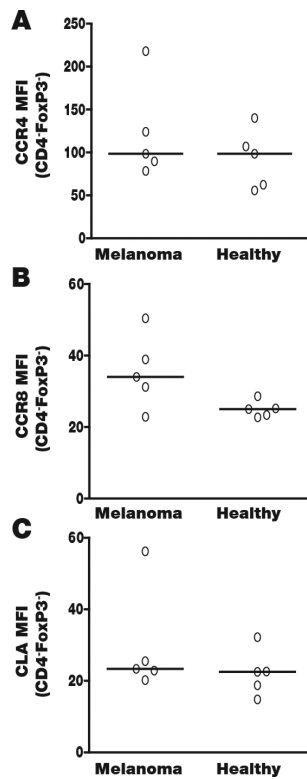 A
CCR4 MFI
(CD4⁻FoxP3⁻)
250
200
150
100
50
0
Melanoma Healthy
B
CCR8 MFI
(CD4⁻FoxP3⁻)
60
40
20
0
Melanoma Healthy
C
CLA MFI
(CD4⁻FoxP3⁻)
60
40
20
0
Melanoma Healthy